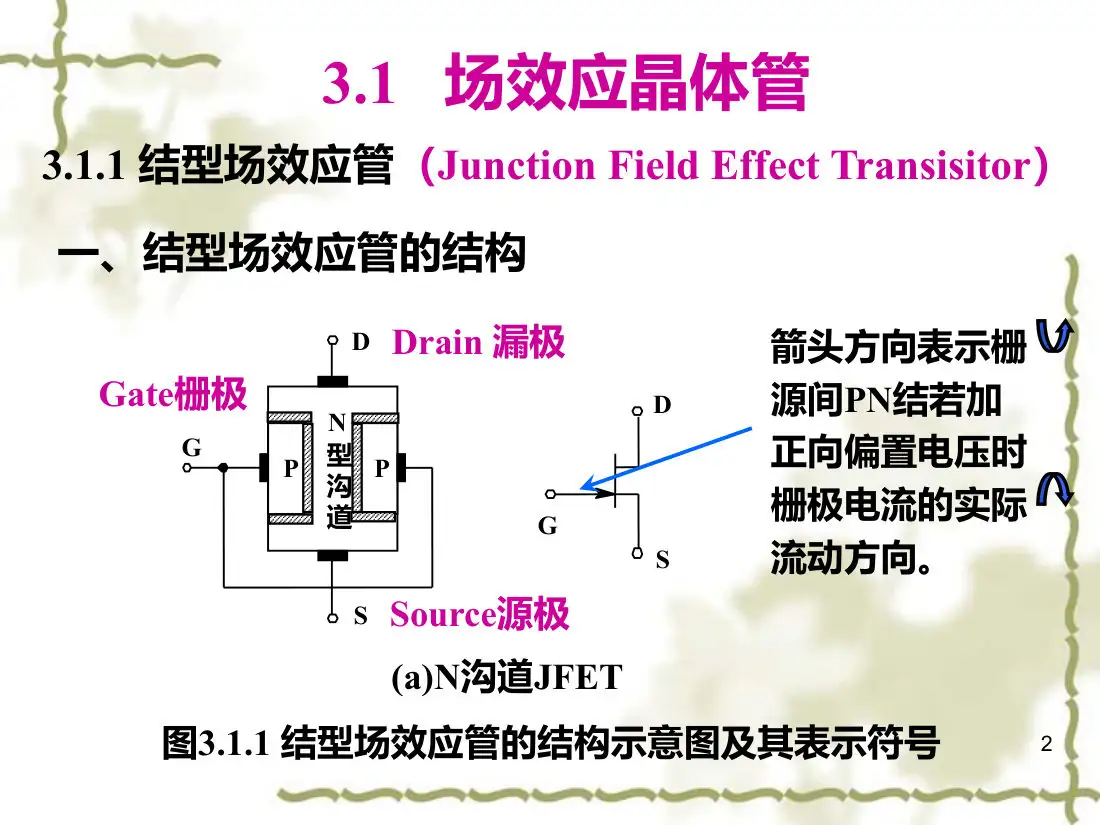 3.1 场效应晶体管
3.1.1 结型场效应管（Junction Field Effect Transisitor）
一、结型场效应管的结构
D
Drain 漏极
Gate栅极
G
P
N
型
沟
道
P
S
Source源极
D
G
S
箭头方向表示栅
源间PN结若加
正向偏置电压时
栅极电流的实际
流动方向。
(a)N沟道JFET
图3.1.1 结型场效应管的结构示意图及其表示符号
2